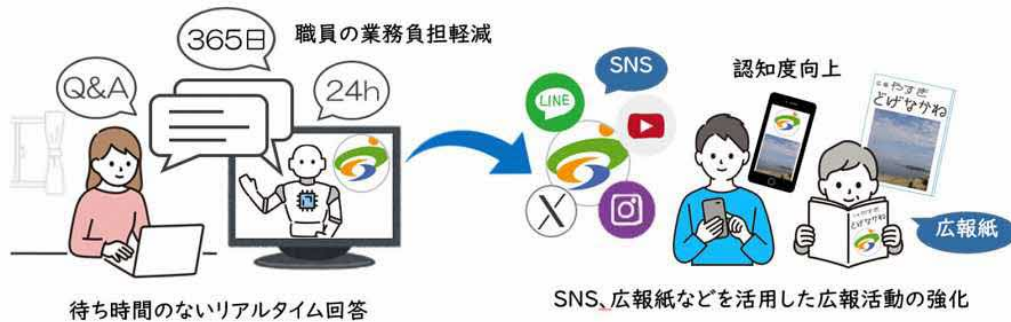 365日
職員の業務負担軽減
Q&A
24h
待ち時間のないリアルタイム回答
SNS
LINE
認知度向上
広報やすぎ
どげなかね
広報紙
SNS、広報紙などを活用した広報活動の強化